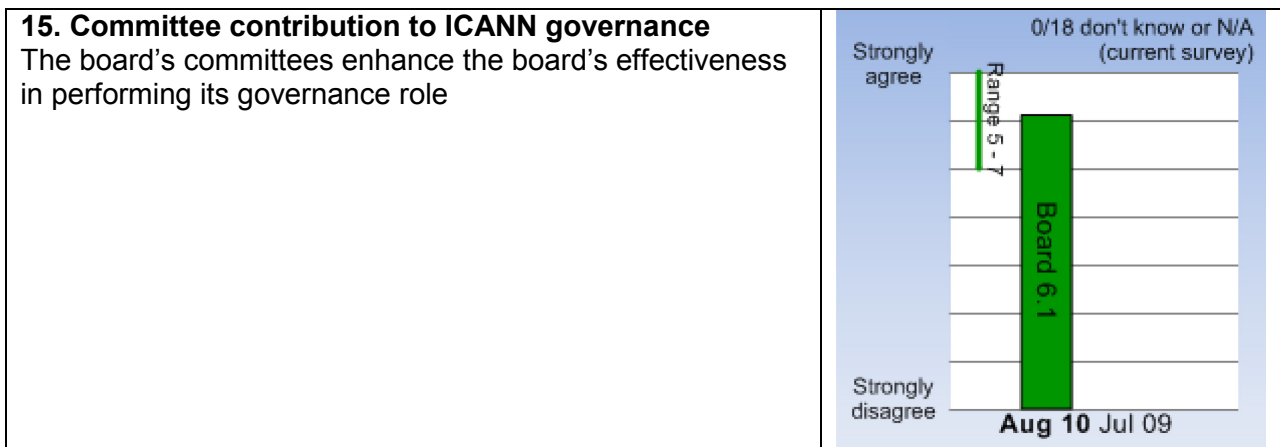 15. Committee contribution to ICANN governance
The board’s committees enhance the board’s effectiveness
in performing its governance role
0/18 don't know or N/A
(current survey)
Strongly
agree
Range 5 - 7
Board 6.1
Strongly
disagree
Aug 10 Jul 09